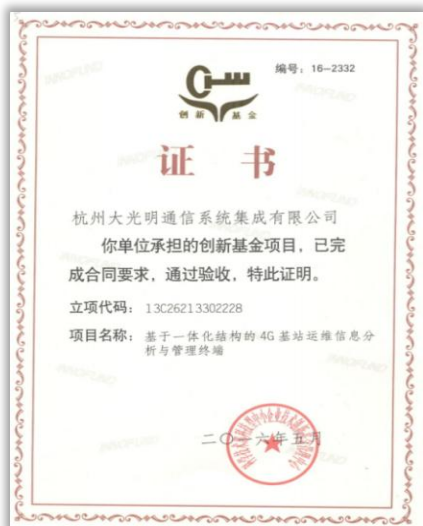 编号：16—2332
创新 基金
证 书
杭州大光明通信系统集成有限公司
你单位承担的创新基金项目，已完
成合同要求，通过验收，特此证明。
立项代码：13C26213302228
项目名称：基于一体化结构的 4G 基站运维信息分
析与管理终端
二〇一六年五月